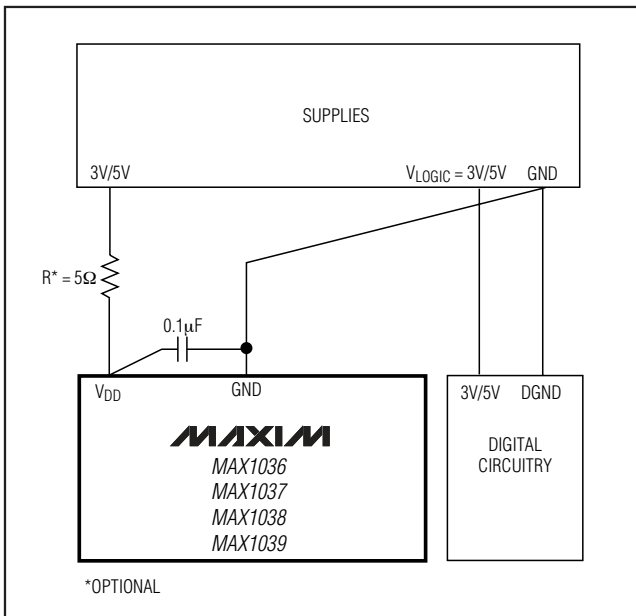 SUPPLIES
3V/5V
VLOGIC = 3V/5V
GND
R* = 5Ω
0.1µF
VDD
GND
3V/5V
DGND
MAXIM
MAX1036
MAX1037
MAX1038
MAX1039
DIGITAL
CIRCUITRY
*OPTIONAL